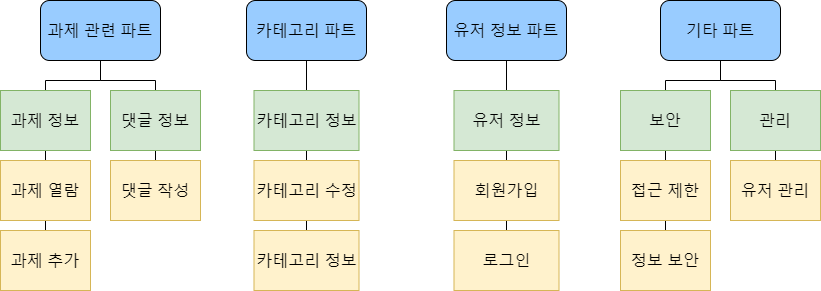 과제 관련 파트
카테고리 파트
유저 정보 파트
기타 파트
과제 정보
댓글 정보
카테고리 정보
유저 정보
보안
관리
과제 열람
댓글 작성
카테고리 수정
회원가입
접근 제한
유저 관리
과제 추가
카테고리 정보
로그인
정보 보안